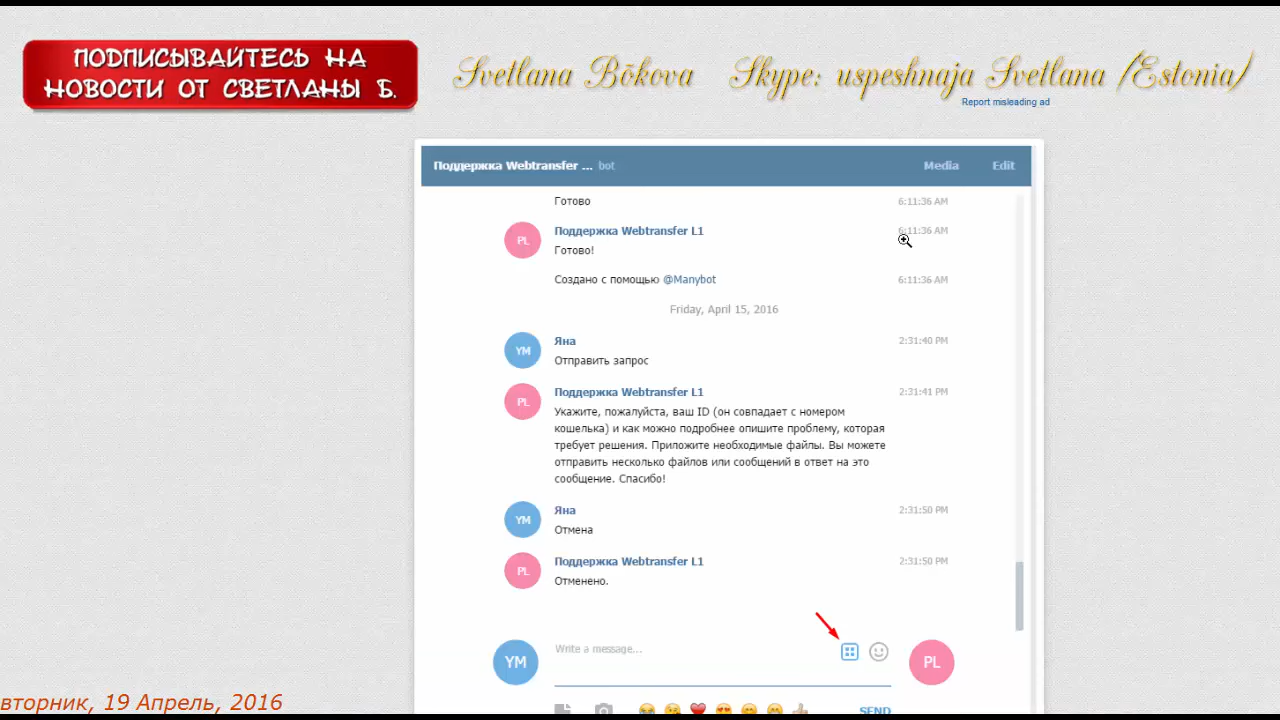 ПОДПИСЫВАЙТЕСЬ НА
НОВОСТИ ОТ СВЕТЛАНЫ Б.
Svetlana Bõkova Skype: uspeshnaja Svetlana (Estonia)
Report misleading ad
Поддержка Webtransfer ... bot Media Edit
Готово 6:11:36 AM
PL Поддержка Webtransfer L1 6:11:36 AM
Готово!
Создано с помощью @Manybot 6:11:36 AM
Friday, April 15, 2016
YM Яна 2:31:40 PM
Отправить запрос
PL Поддержка Webtransfer L1 2:31:41 PM
Укажите, пожалуйста, ваш ID (он совпадает с номером
кошелька) и как можно подробнее опишите проблему, которая
требует решения. Приложите необходимые файлы. Вы можете
отправить несколько файлов или сообщений в ответ на это
сообщение. Спасибо!
YM Яна 2:31:50 PM
Отмена
PL Поддержка Webtransfer L1 2:31:50 PM
Отменено.
YM Write a message... PL
SEND
вторник, 19 Апрель, 2016